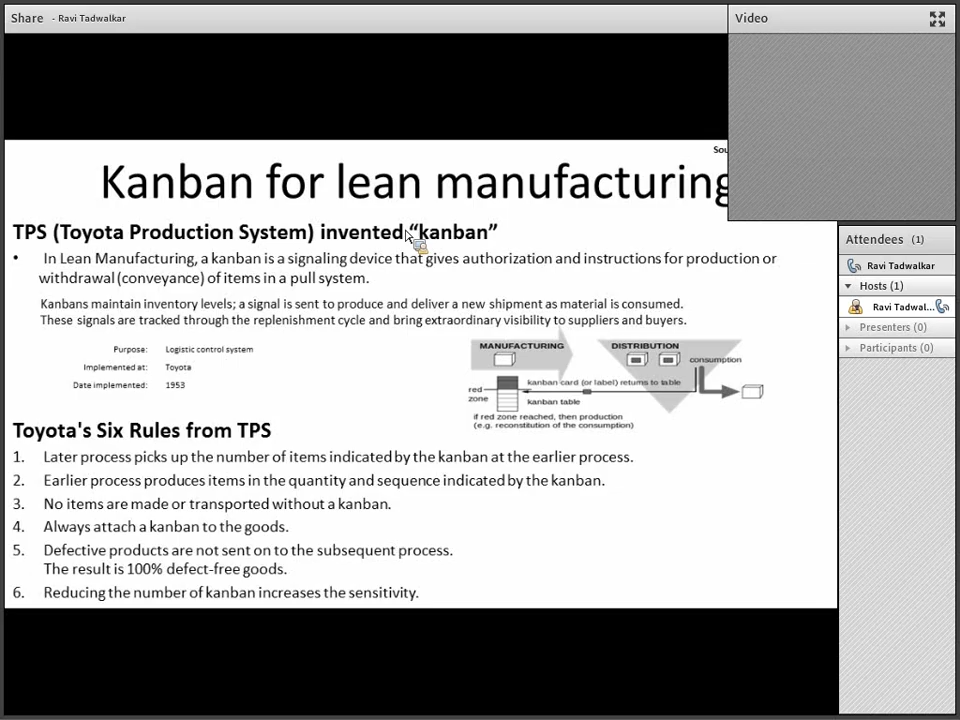 Share - Ravi Tadwalkar
Video
Kanban for lean manufacturing
TPS (Toyota Production System) invented “kanban”
• In Lean Manufacturing, a kanban is a signaling device that gives authorization and instructions for production or
withdrawal (conveyance) of items in a pull system.
Kanbans maintain inventory levels; a signal is sent to produce and deliver a new shipment as material is consumed.
These signals are tracked through the replenishment cycle and bring extraordinary visibility to suppliers and buyers.
Purpose: Logistic control system
Implemented at: Toyota
Date implemented: 1953
MANUFACTURING
DISTRIBUTION
consumption
kanban card (or label) returns to table
red
zone
kanban table
if red zone reached, then production
(e.g. reconstitution of the consumption)
Toyota's Six Rules from TPS
1. Later process picks up the number of items indicated by the kanban at the earlier process.
2. Earlier process produces items in the quantity and sequence indicated by the kanban.
3. No items are made or transported without a kanban.
4. Always attach a kanban to the goods.
5. Defective products are not sent on to the subsequent process.
The result is 100% defect-free goods.
6. Reducing the number of kanban increases the sensitivity.
Attendees (1)
Ravi Tadwalkar
Hosts (1)
Ravi Tadwal...
Presenters (0)
Participants (0)